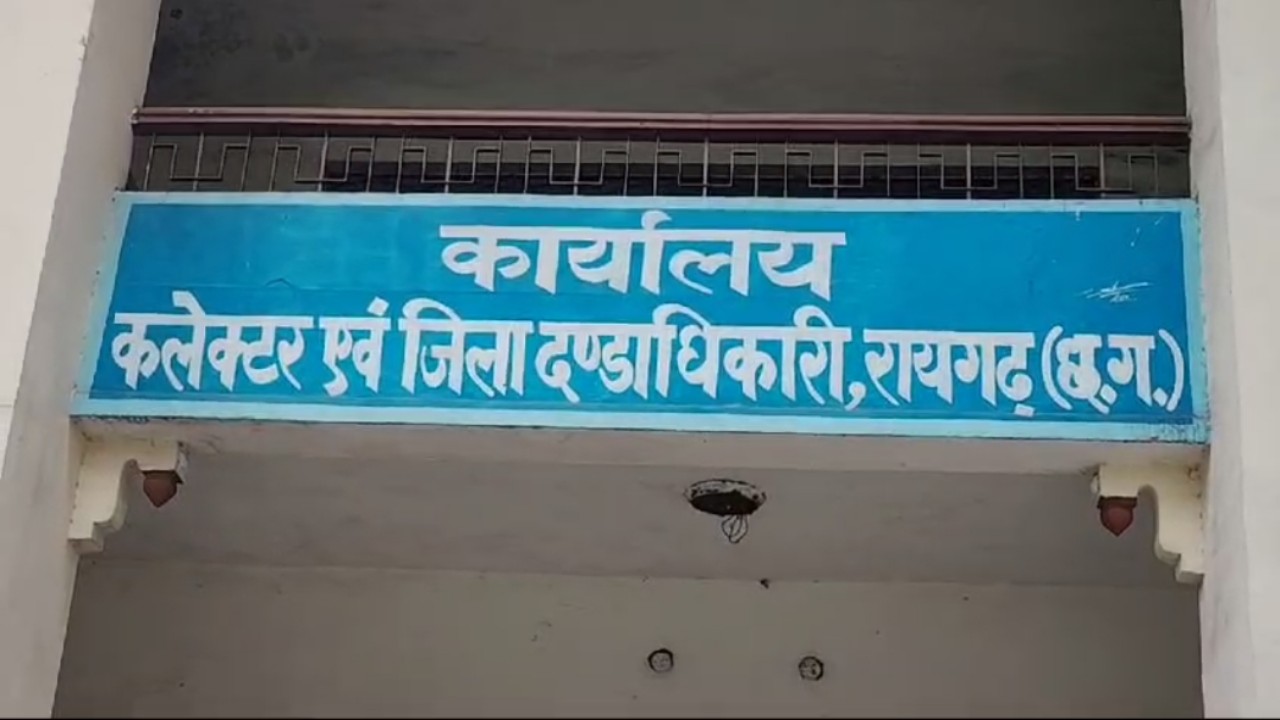 कार्यालय
कलेक्टर एवं जिला दण्डाधिकारी, रायगढ़ (छ.ग.)